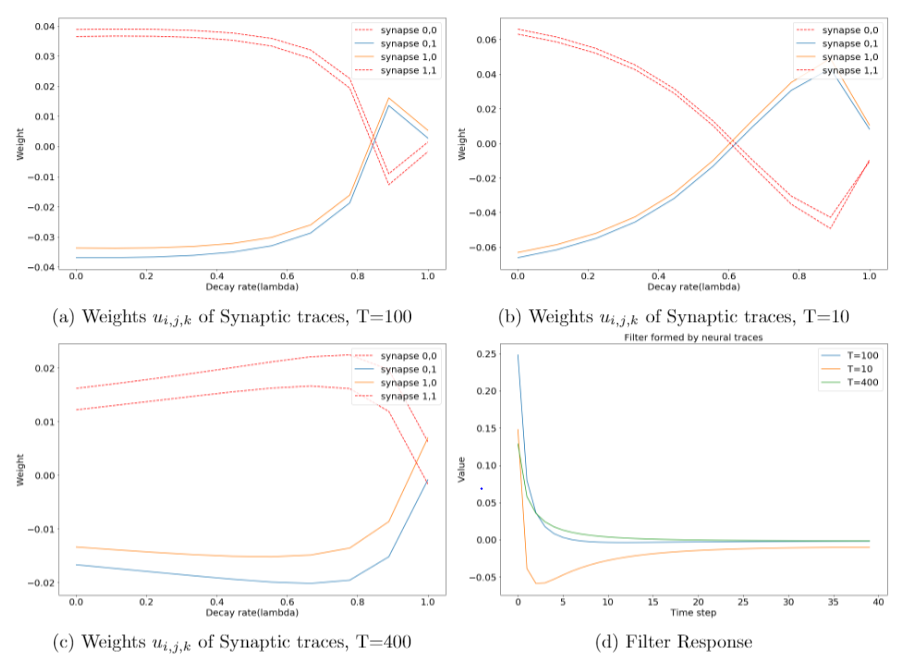 synapse 0,0
synapse 0,1
synapse 1,0
synapse 1,1
0.04
0.03
0.02
0.01
0.00
−0.01
−0.02
−0.03
−0.04
Weight
0.0 0.2 0.4 0.6 0.8 1.0
Decay rate(lambda)
(a) Weights u_{i,j,k} of Synaptic traces, T=100
synapse 0,0
synapse 0,1
synapse 1,0
synapse 1,1
0.06
0.04
0.02
0.00
−0.02
−0.04
−0.06
Weight
0.0 0.2 0.4 0.6 0.8 1.0
Decay rate(lambda)
(b) Weights u_{i,j,k} of Synaptic traces, T=10
synapse 0,0
synapse 0,1
synapse 1,0
synapse 1,1
0.02
0.01
0.00
−0.01
−0.02
Weight
0.0 0.2 0.4 0.6 0.8 1.0
Decay rate(lambda)
(c) Weights u_{i,j,k} of Synaptic traces, T=400
Filter formed by neural traces
T=100
T=10
T=400
0.25
0.20
0.15
0.10
0.05
0.00
−0.05
Value
0 5 10 15 20 25 30 35 40
Time step
(d) Filter Response